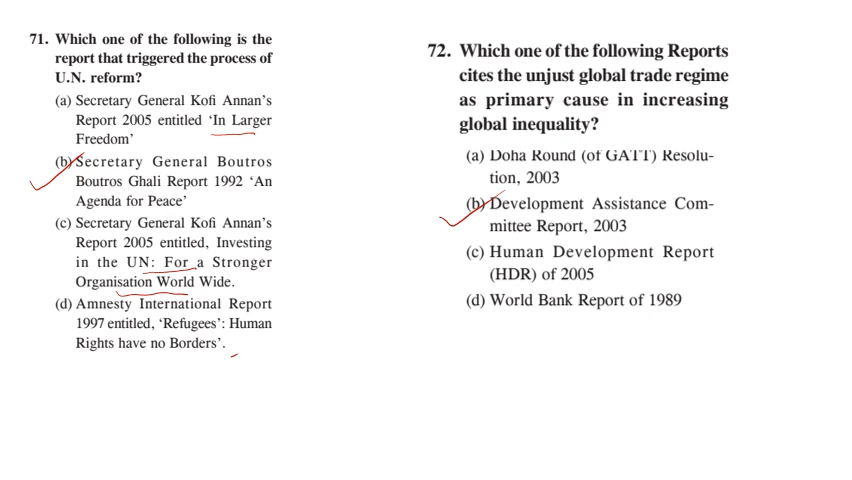 71. Which one of the following is the
report that triggered the process of
U.N. reform?
(a) Secretary General Kofi Annan's
Report 2005 entitled 'In Larger
Freedom'
(b) Secretary General Boutros
Boutros Ghali Report 1992 'An
Agenda for Peace'
(c) Secretary General Kofi Annan's
Report 2005 entitled, Investing
in the UN: For a Stronger
Organisation World Wide.
(d) Amnesty International Report
1997 entitled, 'Refugees': Human
Rights have no Borders'.
72. Which one of the following Reports
cites the unjust global trade regime
as primary cause in increasing
global inequality?
(a) Doha Round (of GATT) Resolu-
tion, 2003
(b) Development Assistance Com-
mittee Report, 2003
(c) Human Development Report
(HDR) of 2005
(d) World Bank Report of 1989